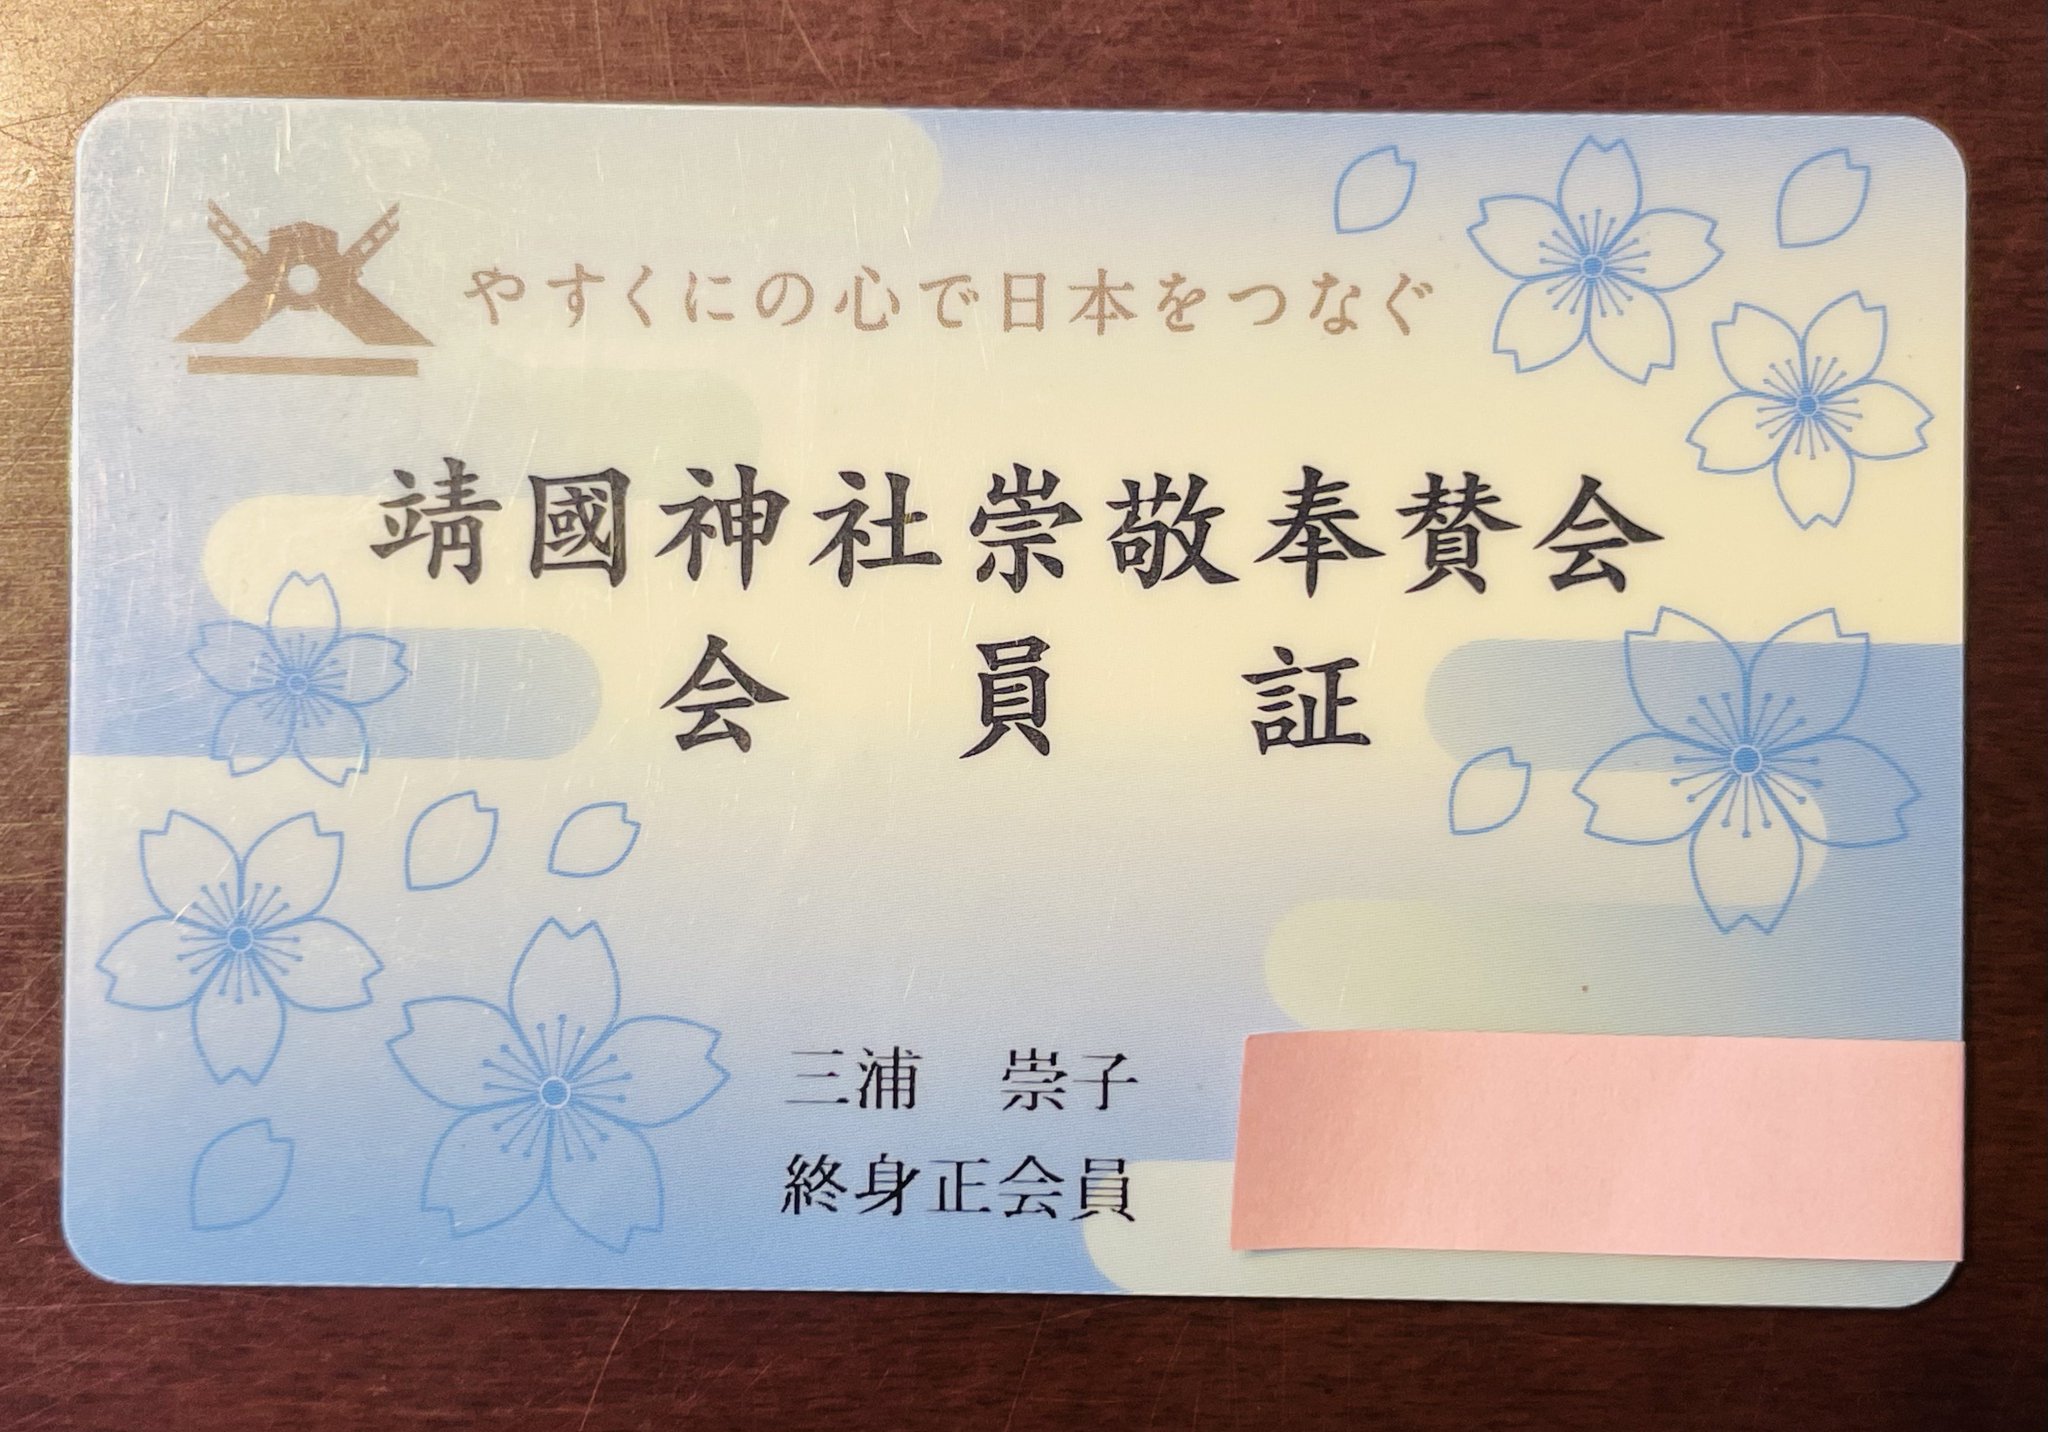 やすくにの心で日本をつなぐ
靖國神社崇敬奉賛会
会員証
三浦 崇子
終身正会員